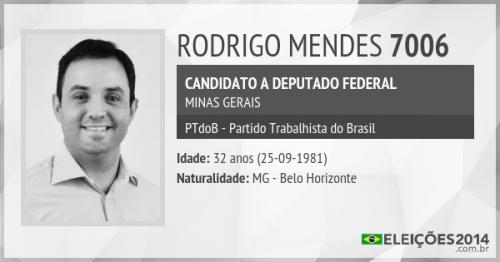 RODRIGO MENDES 7006
CANDIDATO A DEPUTADO FEDERAL
MINAS GERAIS
PTdoB - Partido Trabalhista do Brasil
Idade: 32 anos (25-09-1981)
Naturalidade: MG - Belo Horizonte
ELEIÇÕES2014
.com.br